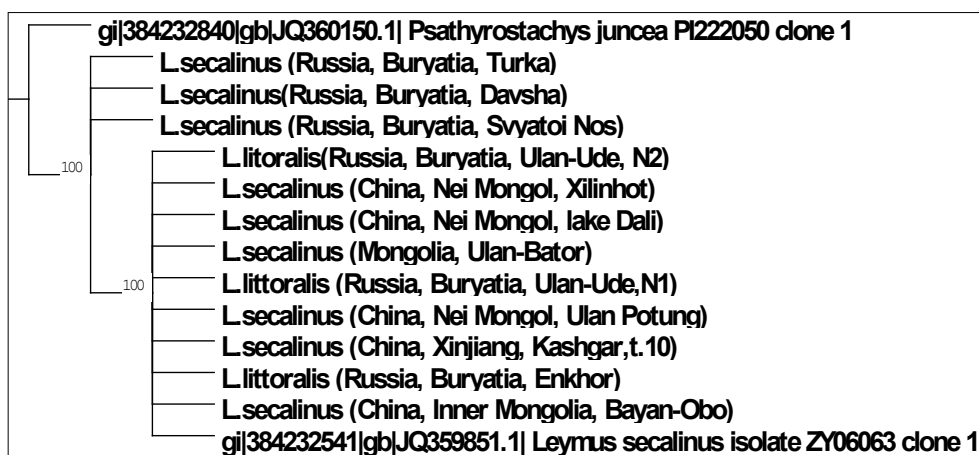 gi|384232840|gb|JQ360150.1| Psathyrostachys juncea PI222050 clone 1
L.secalinus (Russia, Buryatia, Turka)
L.secalinus(Russia, Buryatia, Davsha)
L.secalinus (Russia, Buryatia, Svyatoi Nos)
100
L.litoralis(Russia, Buryatia, Ulan-Ude, N2)
L.secalinus (China, Nei Mongol, Xilinhot)
L.secalinus (China, Nei Mongol, lake Dali)
L.secalinus (Mongolia, Ulan-Bator)
L.littoralis (Russia, Buryatia, Ulan-Ude,N1)
100
L.secalinus (China, Nei Mongol, Ulan Potung)
L.secalinus (China, Xinjiang, Kashgar,t.10)
L.littoralis (Russia, Buryatia, Enkhor)
L.secalinus (China, Inner Mongolia, Bayan-Obo)
gi|384232541|gb|JQ359851.1| Leymus secalinus isolate ZY06063 clone 1